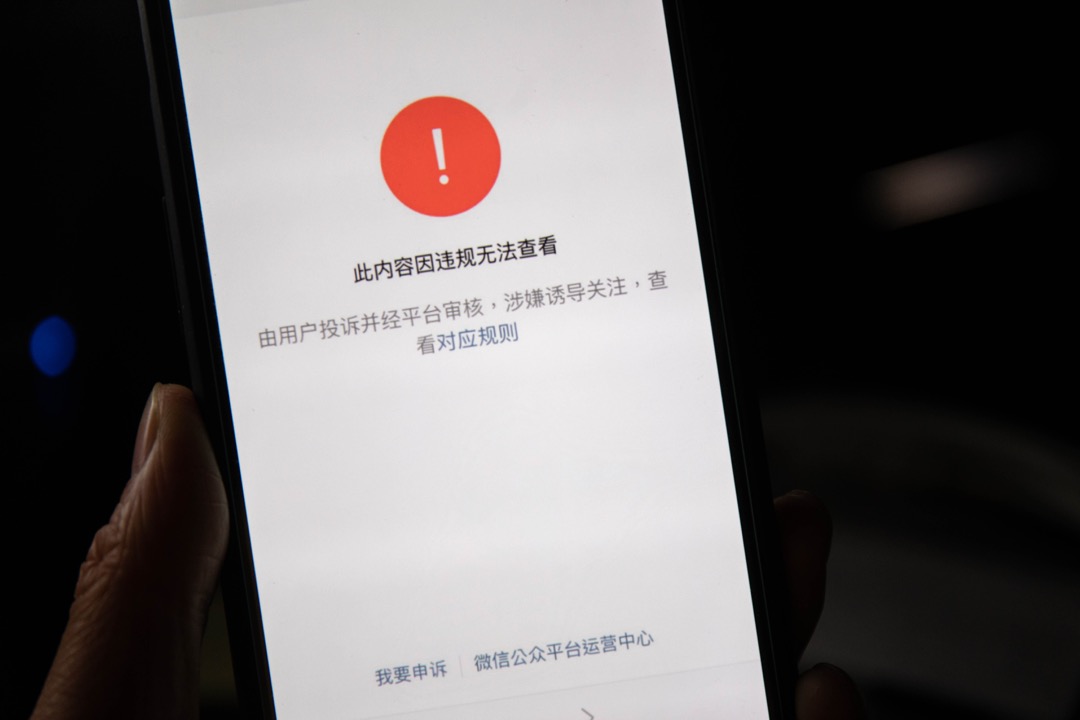 此内容因违规无法查看
由用户投诉并经平台审核，涉嫌诱导关注，查
看对应规则
我要申诉 微信公众平台运营中心